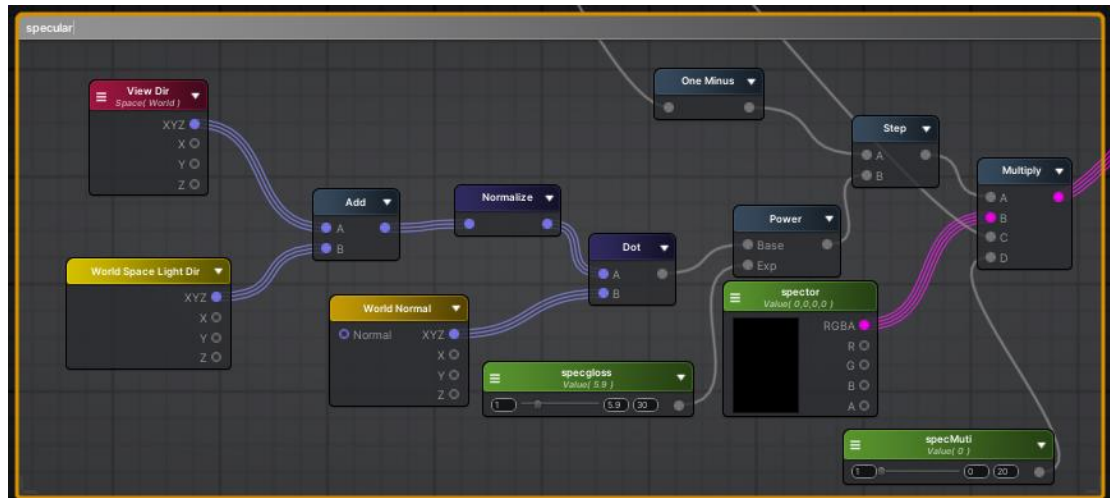 specular
View Dir
Space( World )
XYZ
X
Y
Z
World Space Light Dir
XYZ
X
Y
Z
Add
A
B
Normalize
World Normal
Normal XYZ
X
Y
Z
Dot
A
B
specgloss
Value( 5.9 )
1 5.9 30
One Minus
Power
Base
Exp
Step
A
B
spector
Value( 0,0,0,0 )
RGBA
R
G
B
A
Multiply
A
B
C
D
specMuti
Value( 0 )
1 0 20